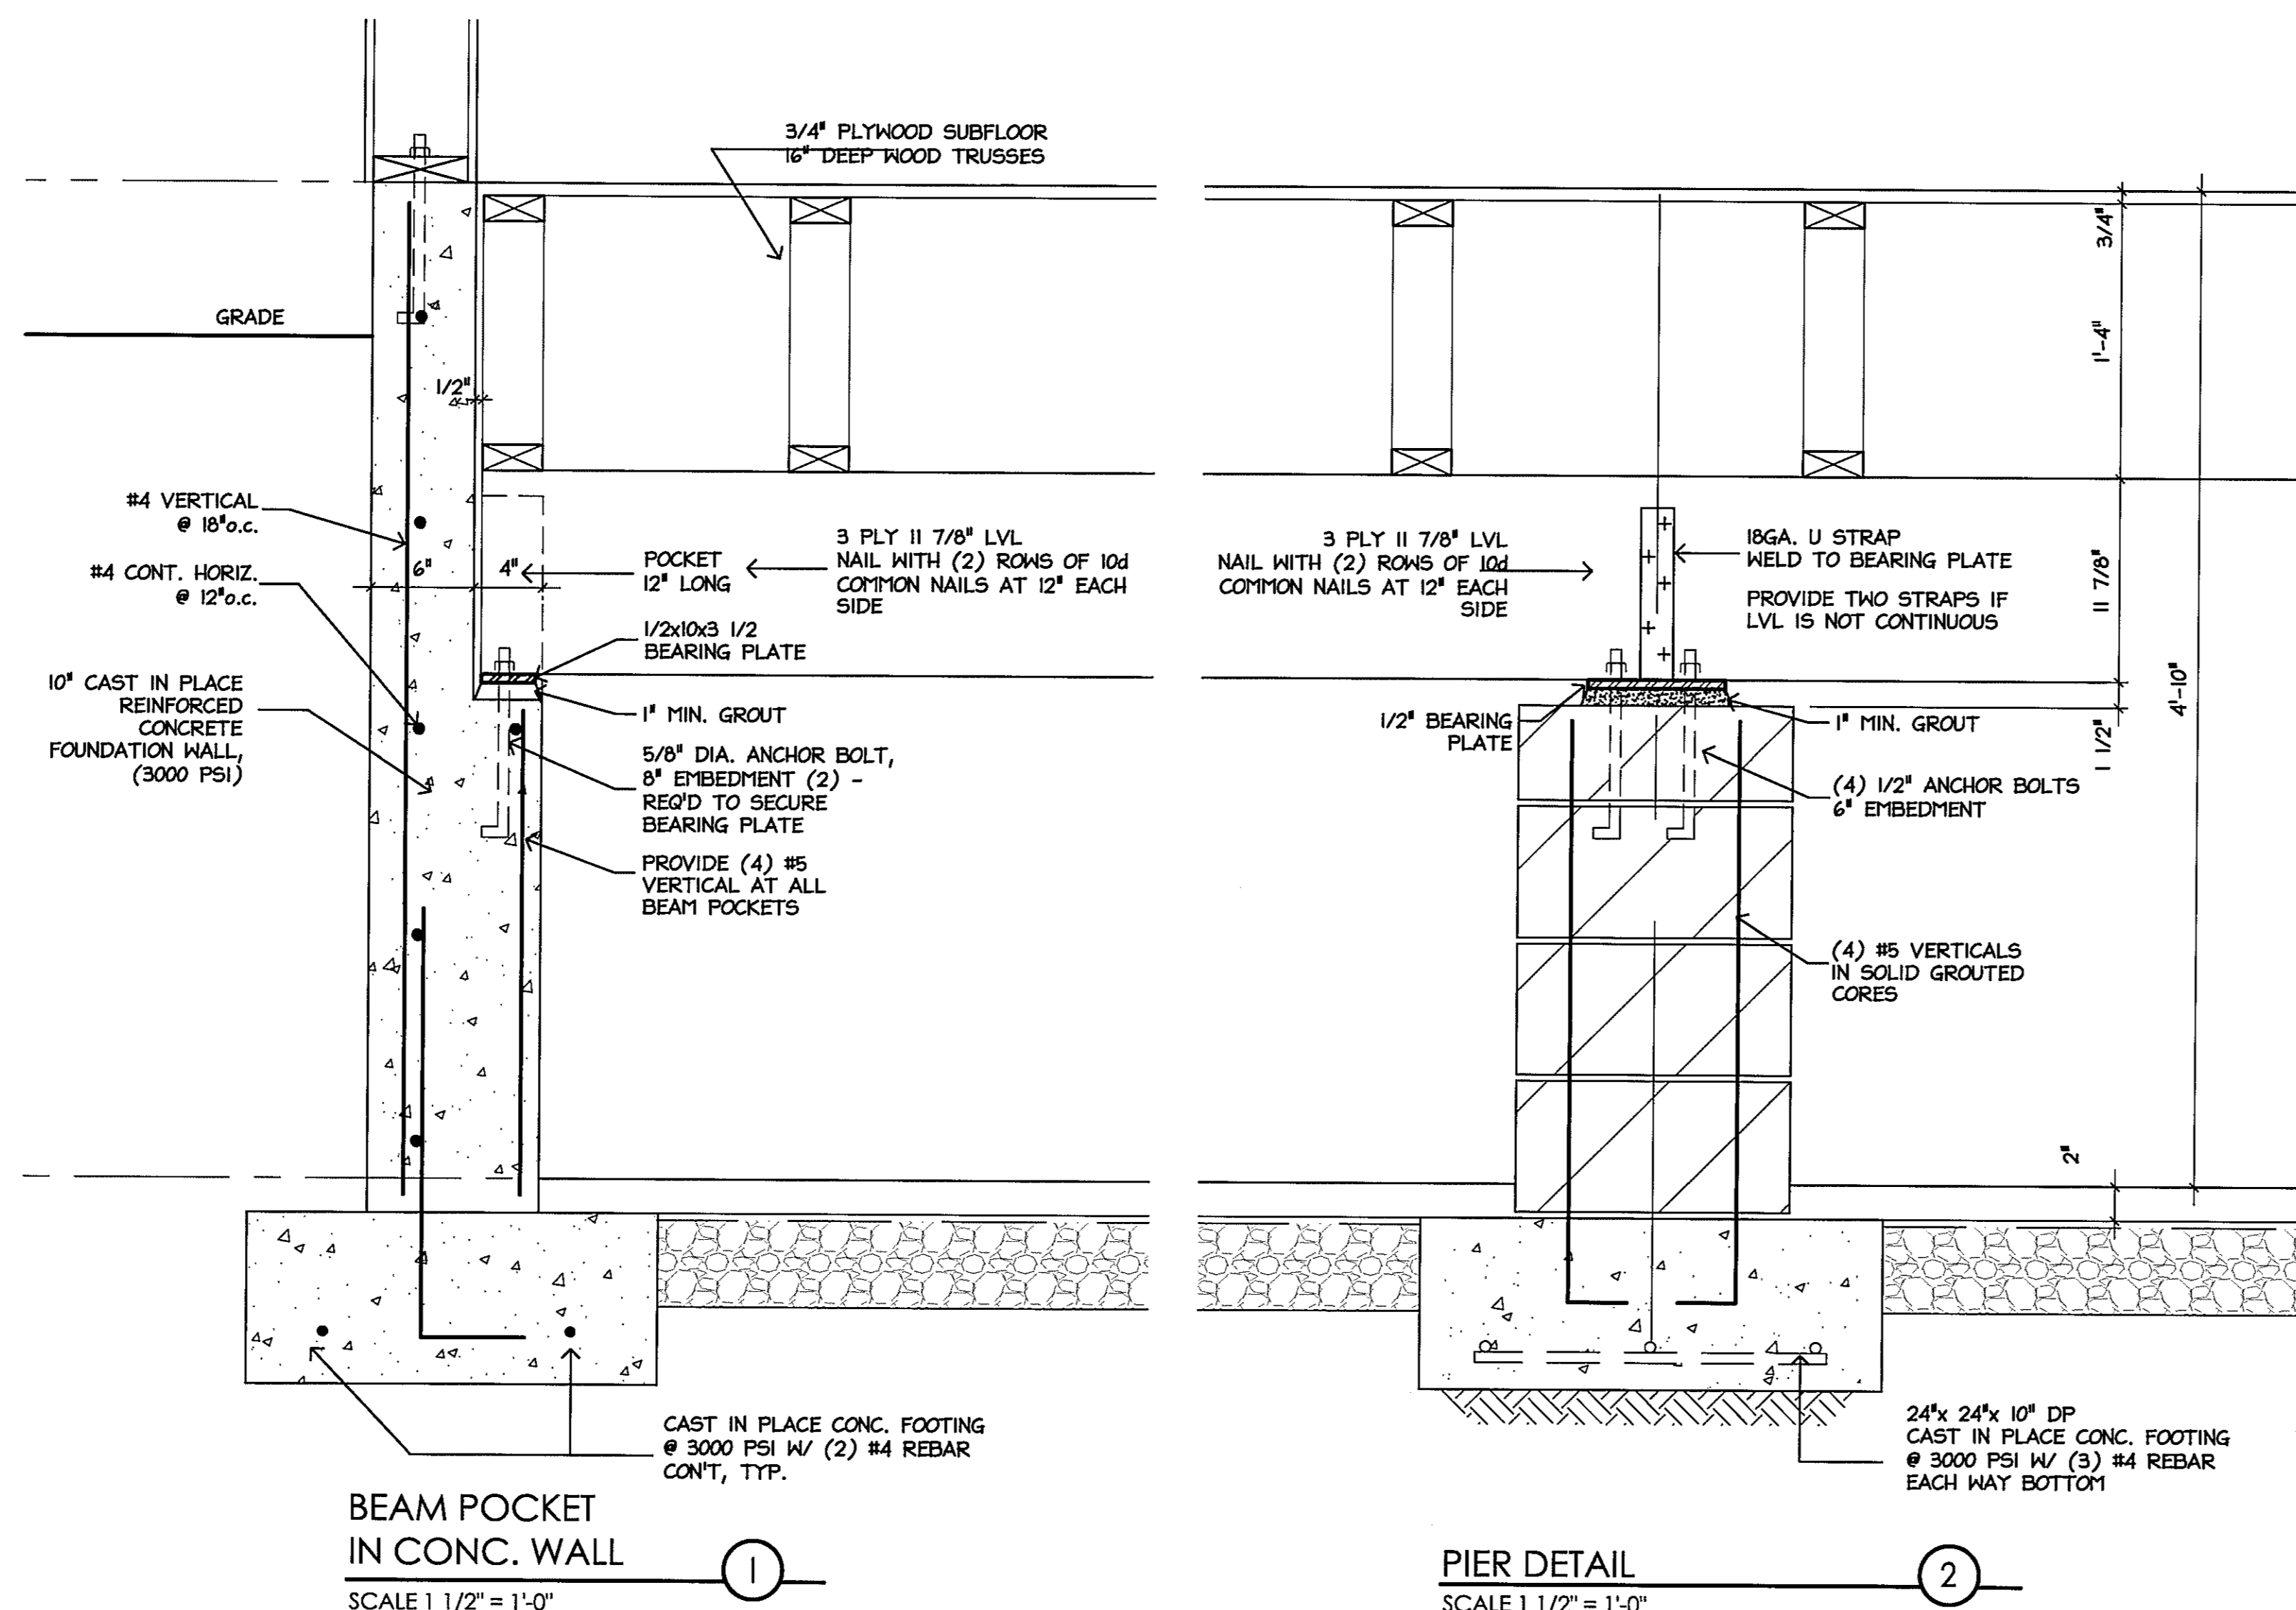 3/4" PLYWOOD SUBFLOOR
16" DEEP WOOD TRUSSES
GRADE
1/2"
#4 VERTICAL
@ 18"o.c.
#4 CONT. HORIZ.
@ 12"o.c.
10" CAST IN PLACE
REINFORCED
CONCRETE
FOUNDATION WALL,
(3000 PSI)
6"
4"
POCKET
12" LONG
3 PLY 11 7/8" LVL
NAIL WITH (2) ROWS OF 10d
COMMON NAILS AT 12" EACH
SIDE
1/2x10x3 1/2
BEARING PLATE
1" MIN. GROUT
5/8" DIA. ANCHOR BOLT,
8" EMBEDMENT (2) -
REQ'D TO SECURE
BEARING PLATE
PROVIDE (4) #5
VERTICAL AT ALL
BEAM POCKETS
CAST IN PLACE CONC. FOOTING
@ 3000 PSI W/ (2) #4 REBAR
CON'T, TYP.
BEAM POCKET
IN CONC. WALL
1
SCALE 1 1/2" = 1'-0"
3 PLY 11 7/8" LVL
NAIL WITH (2) ROWS OF 10d
COMMON NAILS AT 12" EACH
SIDE
18GA. U STRAP
WELD TO BEARING PLATE
PROVIDE TWO STRAPS IF
LVL IS NOT CONTINUOUS
1/2" BEARING
PLATE
1" MIN. GROUT
(4) 1/2" ANCHOR BOLTS
6" EMBEDMENT
(4) #5 VERTICALS
IN SOLID GROUTED
CORES
3/4"
1'-4"
11 7/8"
1 1/2"
4'-10"
2"
24"x 24"x 10" DP
CAST IN PLACE CONC. FOOTING
@ 3000 PSI W/ (3) #4 REBAR
EACH WAY BOTTOM
PIER DETAIL
2
SCALE 1 1/2" = 1'-0"